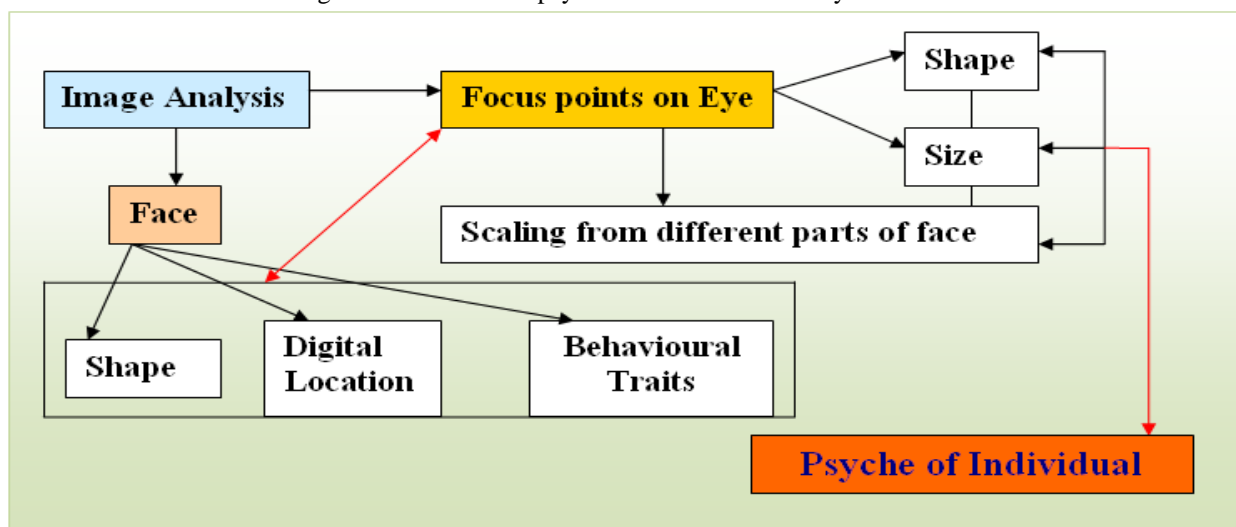 Image Analysis
Focus points on Eye
Shape
Size
Face
Scaling from different parts of face
Shape
Digital
Location
Behavioural
Traits
Psyche of Individual